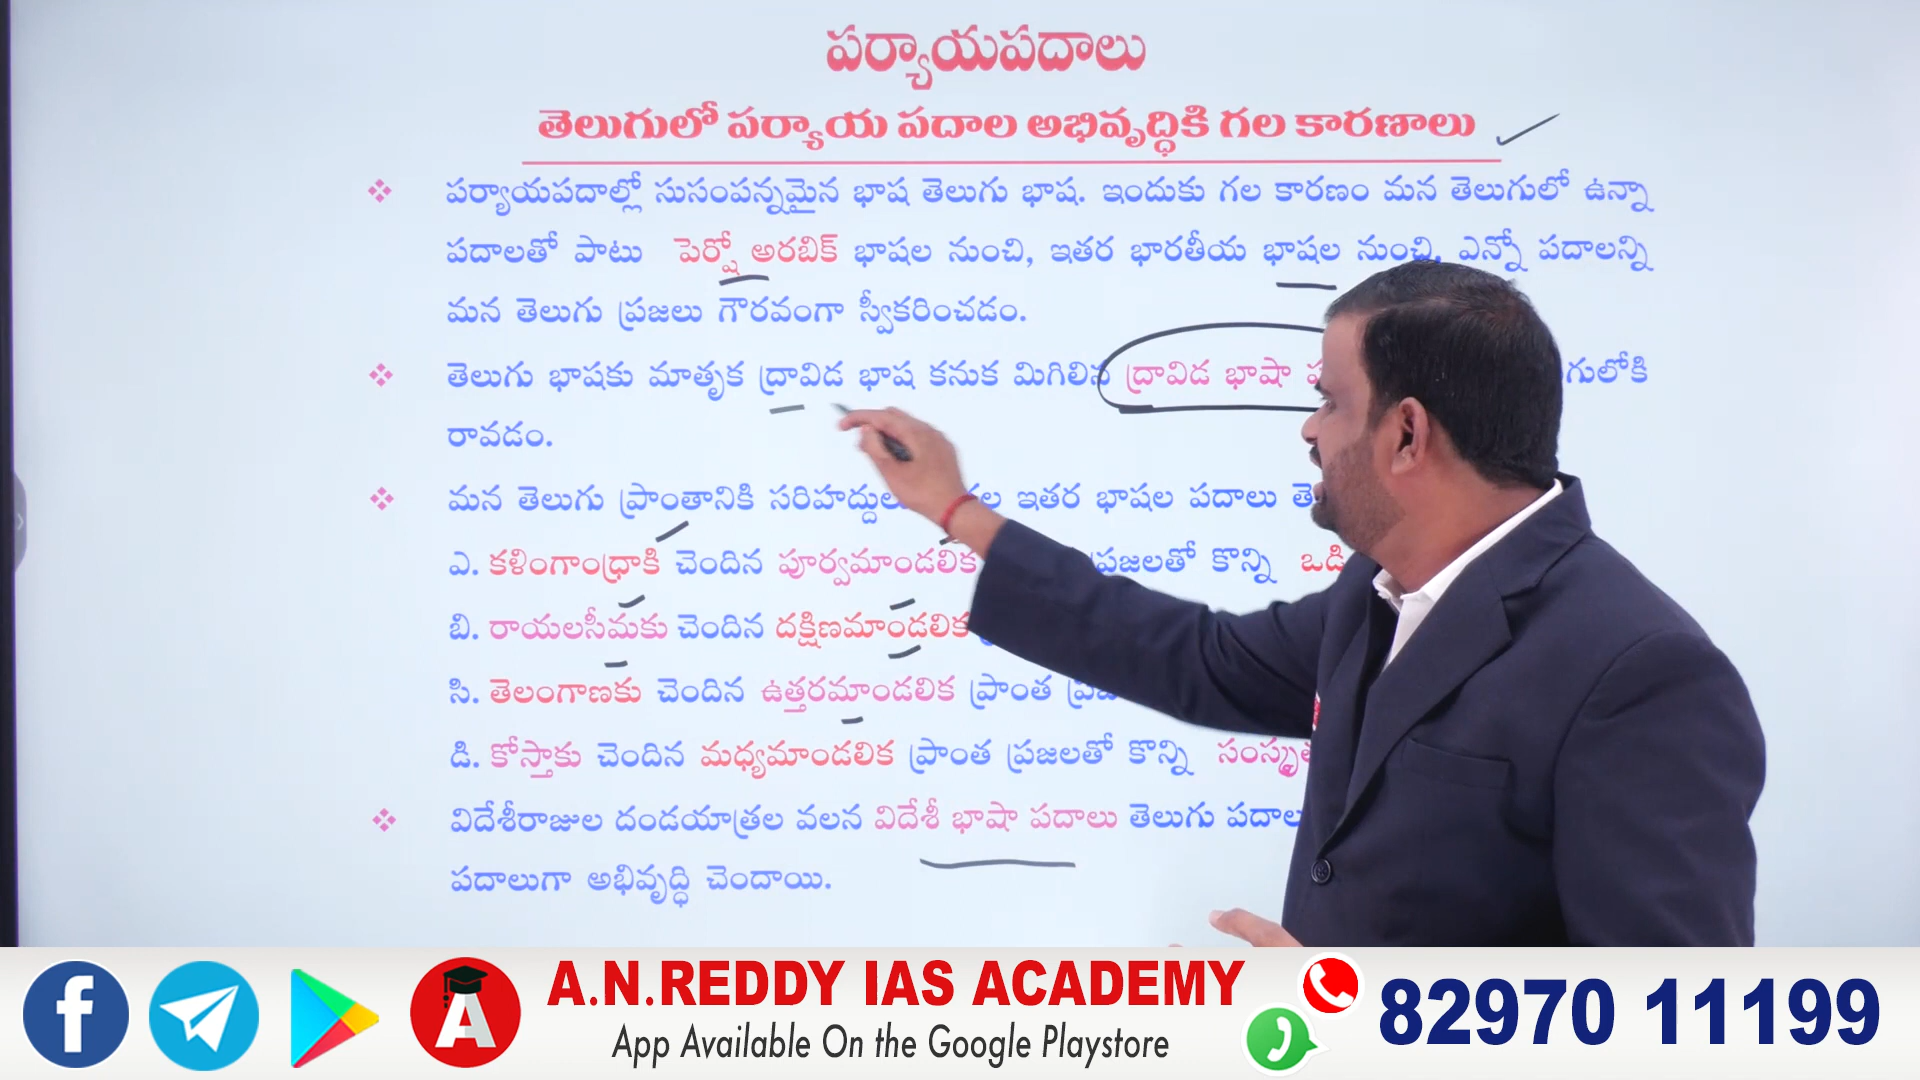 పర్యాయపదాలు
తెలుగులో పర్యాయ పదాల అభివృద్ధికి గల కారణాలు
పర్యాయపదాల్లో సుసంపన్నమైన భాష తెలుగు భాష. ఇందుకు గల కారణం మన తెలుగులో ఉన్నా
పదాలతో పాటు పెర్షో అరబిక్ భాషల నుంచి, ఇతర భారతీయ భాషల నుంచి, ఎన్నో పదాలన్ని
మన తెలుగు ప్రజలు గౌరవంగా స్వీకరించడం.
తెలుగు భాషకు మాతృక ద్రావిడ భాష కనుక మిగిలిన ద్రావిడ భాషా
రావడం.
మన తెలుగు ప్రాంతానికి ఇతర భాషల పదాలు
ఎ. కళింగాంధ్రాకి చెందిన పూర్వమాండలిక ప్రజలతో కొన్ని
బి. రాయలసీమకు చెందిన దక్షిణమాండలిక
సి. తెలంగాణకు చెందిన ఉత్తరమాండలిక ప్రాంత
డి. కోస్తాకు చెందిన మధ్యమాండలిక ప్రాంత ప్రజలతో కొన్ని
విదేశీరాజుల దండయాత్రల వలన విదేశీ భాషా పదాలు తెలుగు
పదాలుగా అభివృద్ధి చెందాయి.
A.N.REDDY IAS ACADEMY
App Available On the Google Playstore
82970 11199